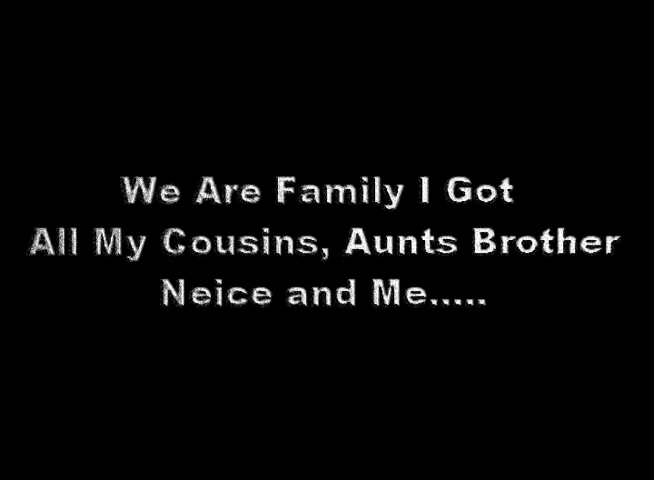 We Are Family I Got
All My Cousins, Aunts Brother
Neice and Me.....